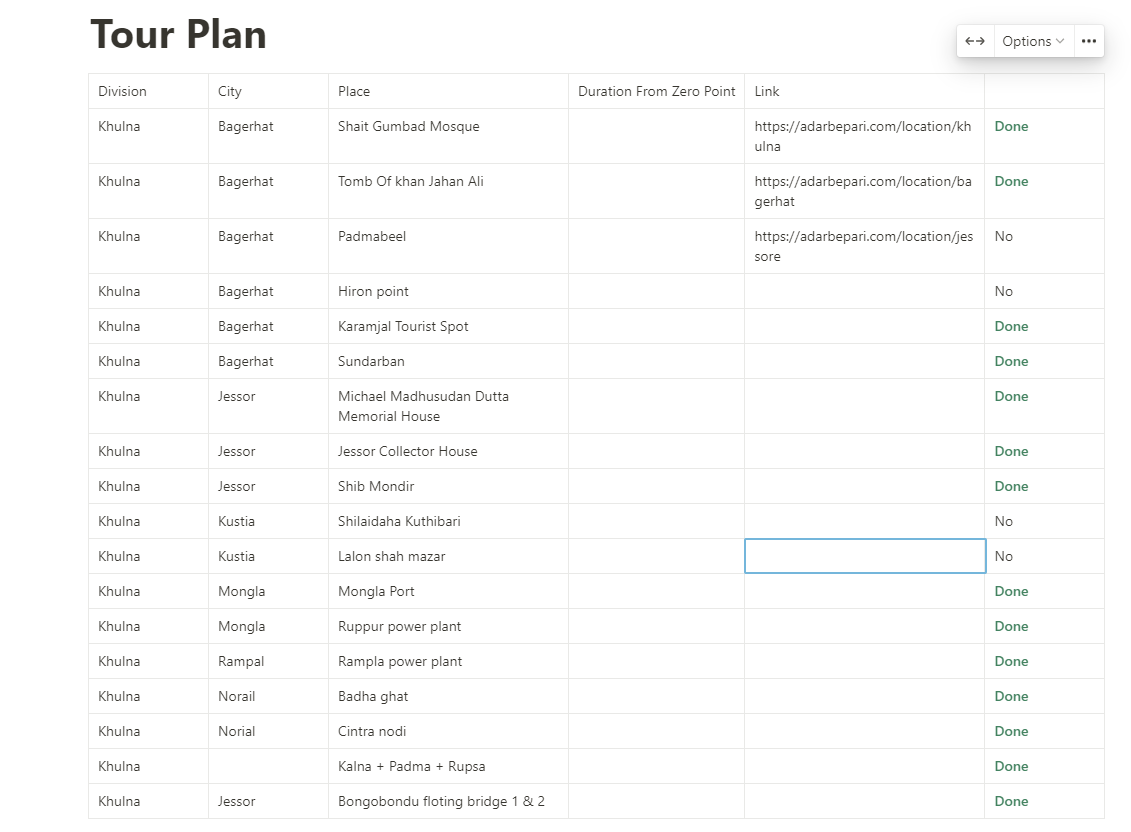 Tour Plan
Options
Division City Place Duration From Zero Point Link
Khulna Bagerhat Shait Gumbad Mosque https://adarbepari.com/location/kh Done
ulna
Khulna Bagerhat Tomb Of khan Jahan Ali https://adarbepari.com/location/ba Done
gerhat
Khulna Bagerhat Padmabeel https://adarbepari.com/location/jes No
sore
Khulna Bagerhat Hiron point No
Khulna Bagerhat Karamjal Tourist Spot Done
Khulna Bagerhat Sundarban Done
Khulna Jessor Michael Madhusudan Dutta Done
Memorial House
Khulna Jessor Jessor Collector House Done
Khulna Jessor Shib Mondir Done
Khulna Kustia Shilaidaha Kuthibari No
Khulna Kustia Lalon shah mazar No
Khulna Mongla Mongla Port Done
Khulna Mongla Ruppur power plant Done
Khulna Rampal Rampla power plant Done
Khulna Norail Badha ghat Done
Khulna Norial Cintra nodi Done
Khulna Kalna + Padma + Rupsa Done
Khulna Jessor Bongobondu floting bridge 1 & 2 Done